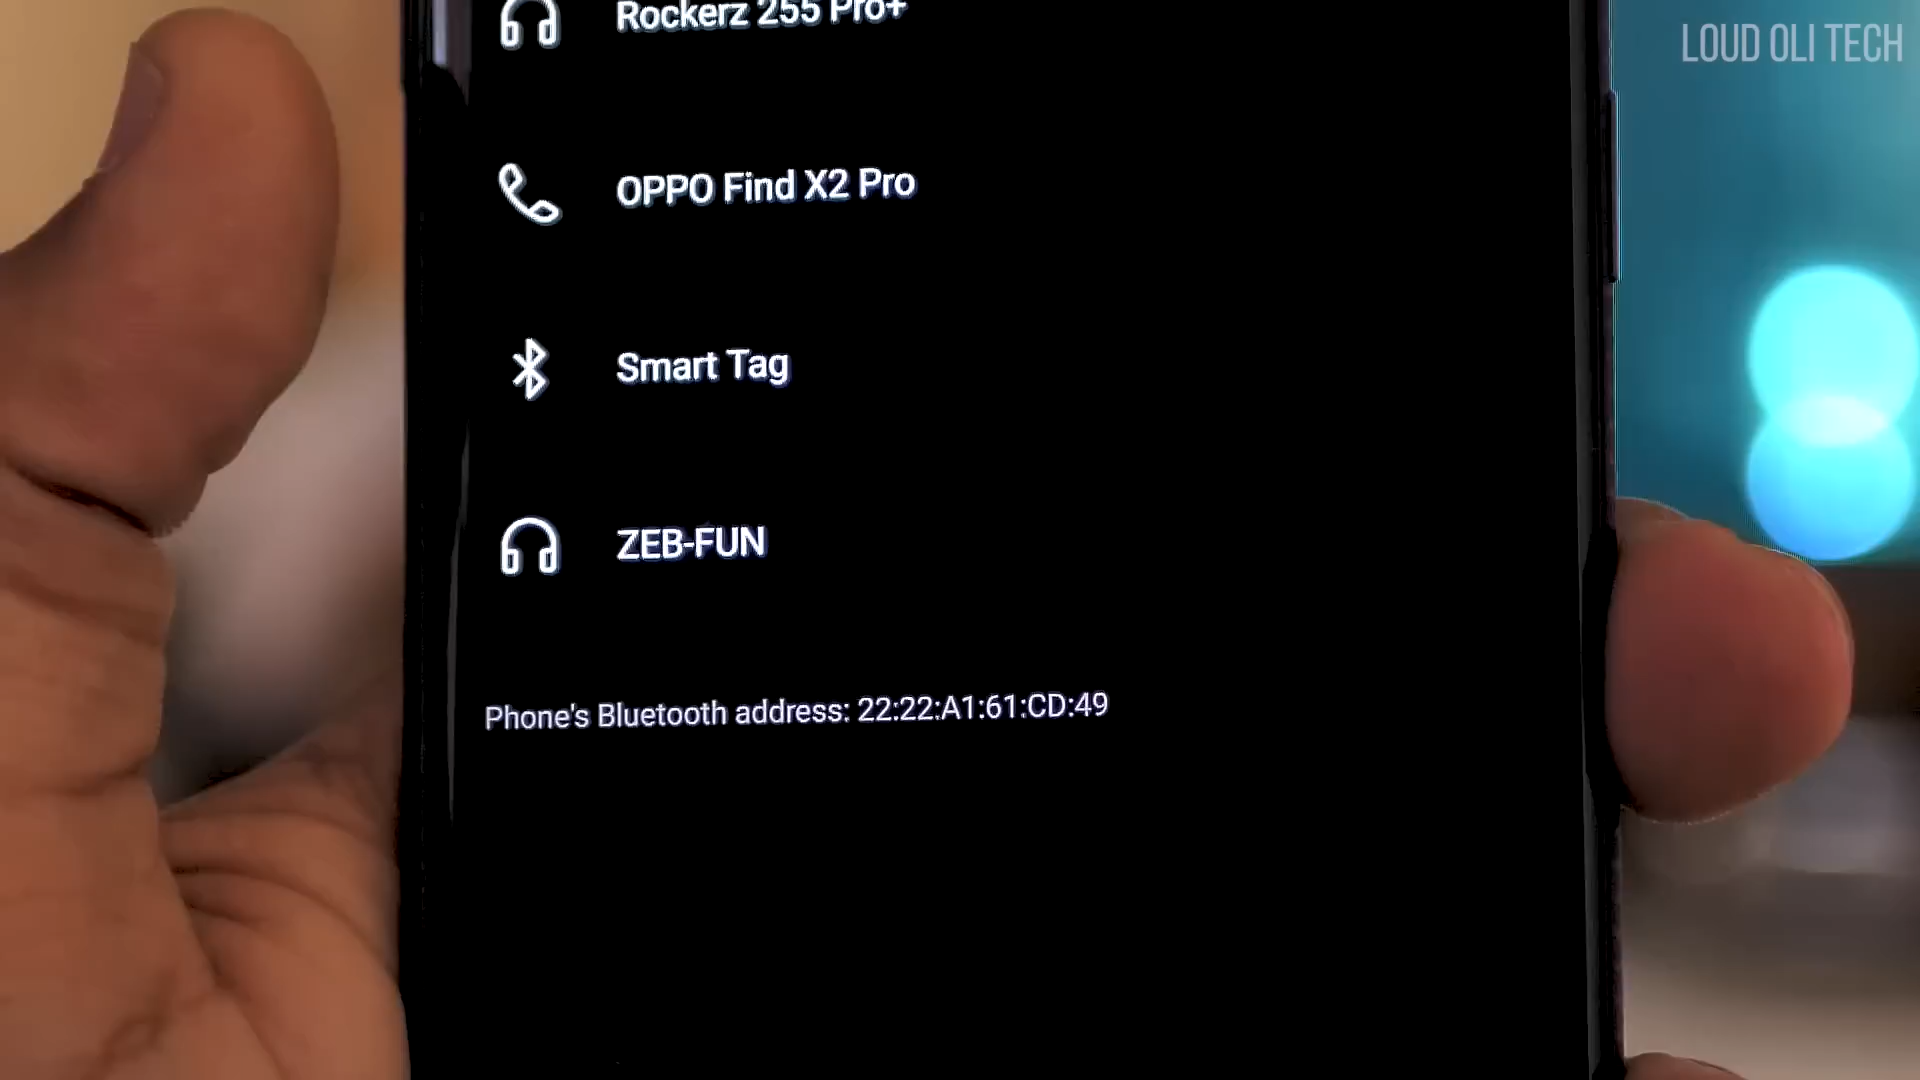 LOUD OLI TECH
Rockerz 255 Pro+
OPPO Find X2 Pro
Smart Tag
ZEB-FUN
Phone's Bluetooth address: 22:22:A1:61:CD:49